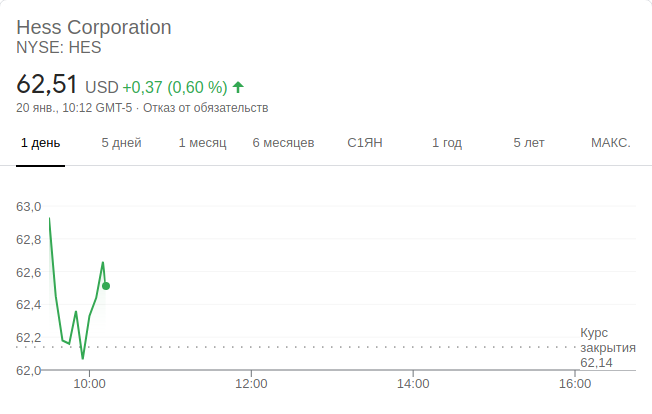 Hess Corporation
NYSE: HES
62,51 USD +0,37 (0,60 %)
20 янв., 10:12 GMT-5 · Отказ от обязательств
1 день 5 дней 1 месяц 6 месяцев С1ЯН 1 год 5 лет МАКС.
63,0
62,8
62,6
62,4
62,2
62,0
Курс
закрытия
62,14
10:00 12:00 14:00 16:00